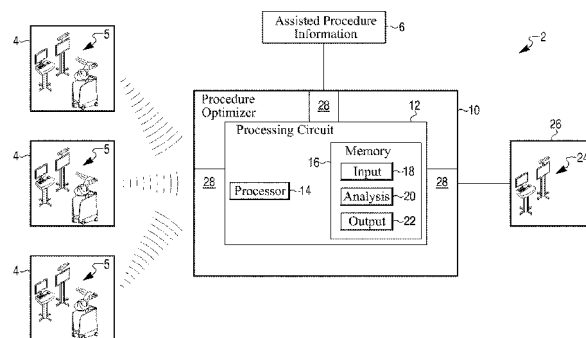 Assisted Procedure
Information
6
2
4
5
4
5
4
5
Procedure
Optimizer
28
12
10
Processing Circuit
Memory
16
Input
18
Processor
14
Analysis
20
Output
22
28
28
26
24